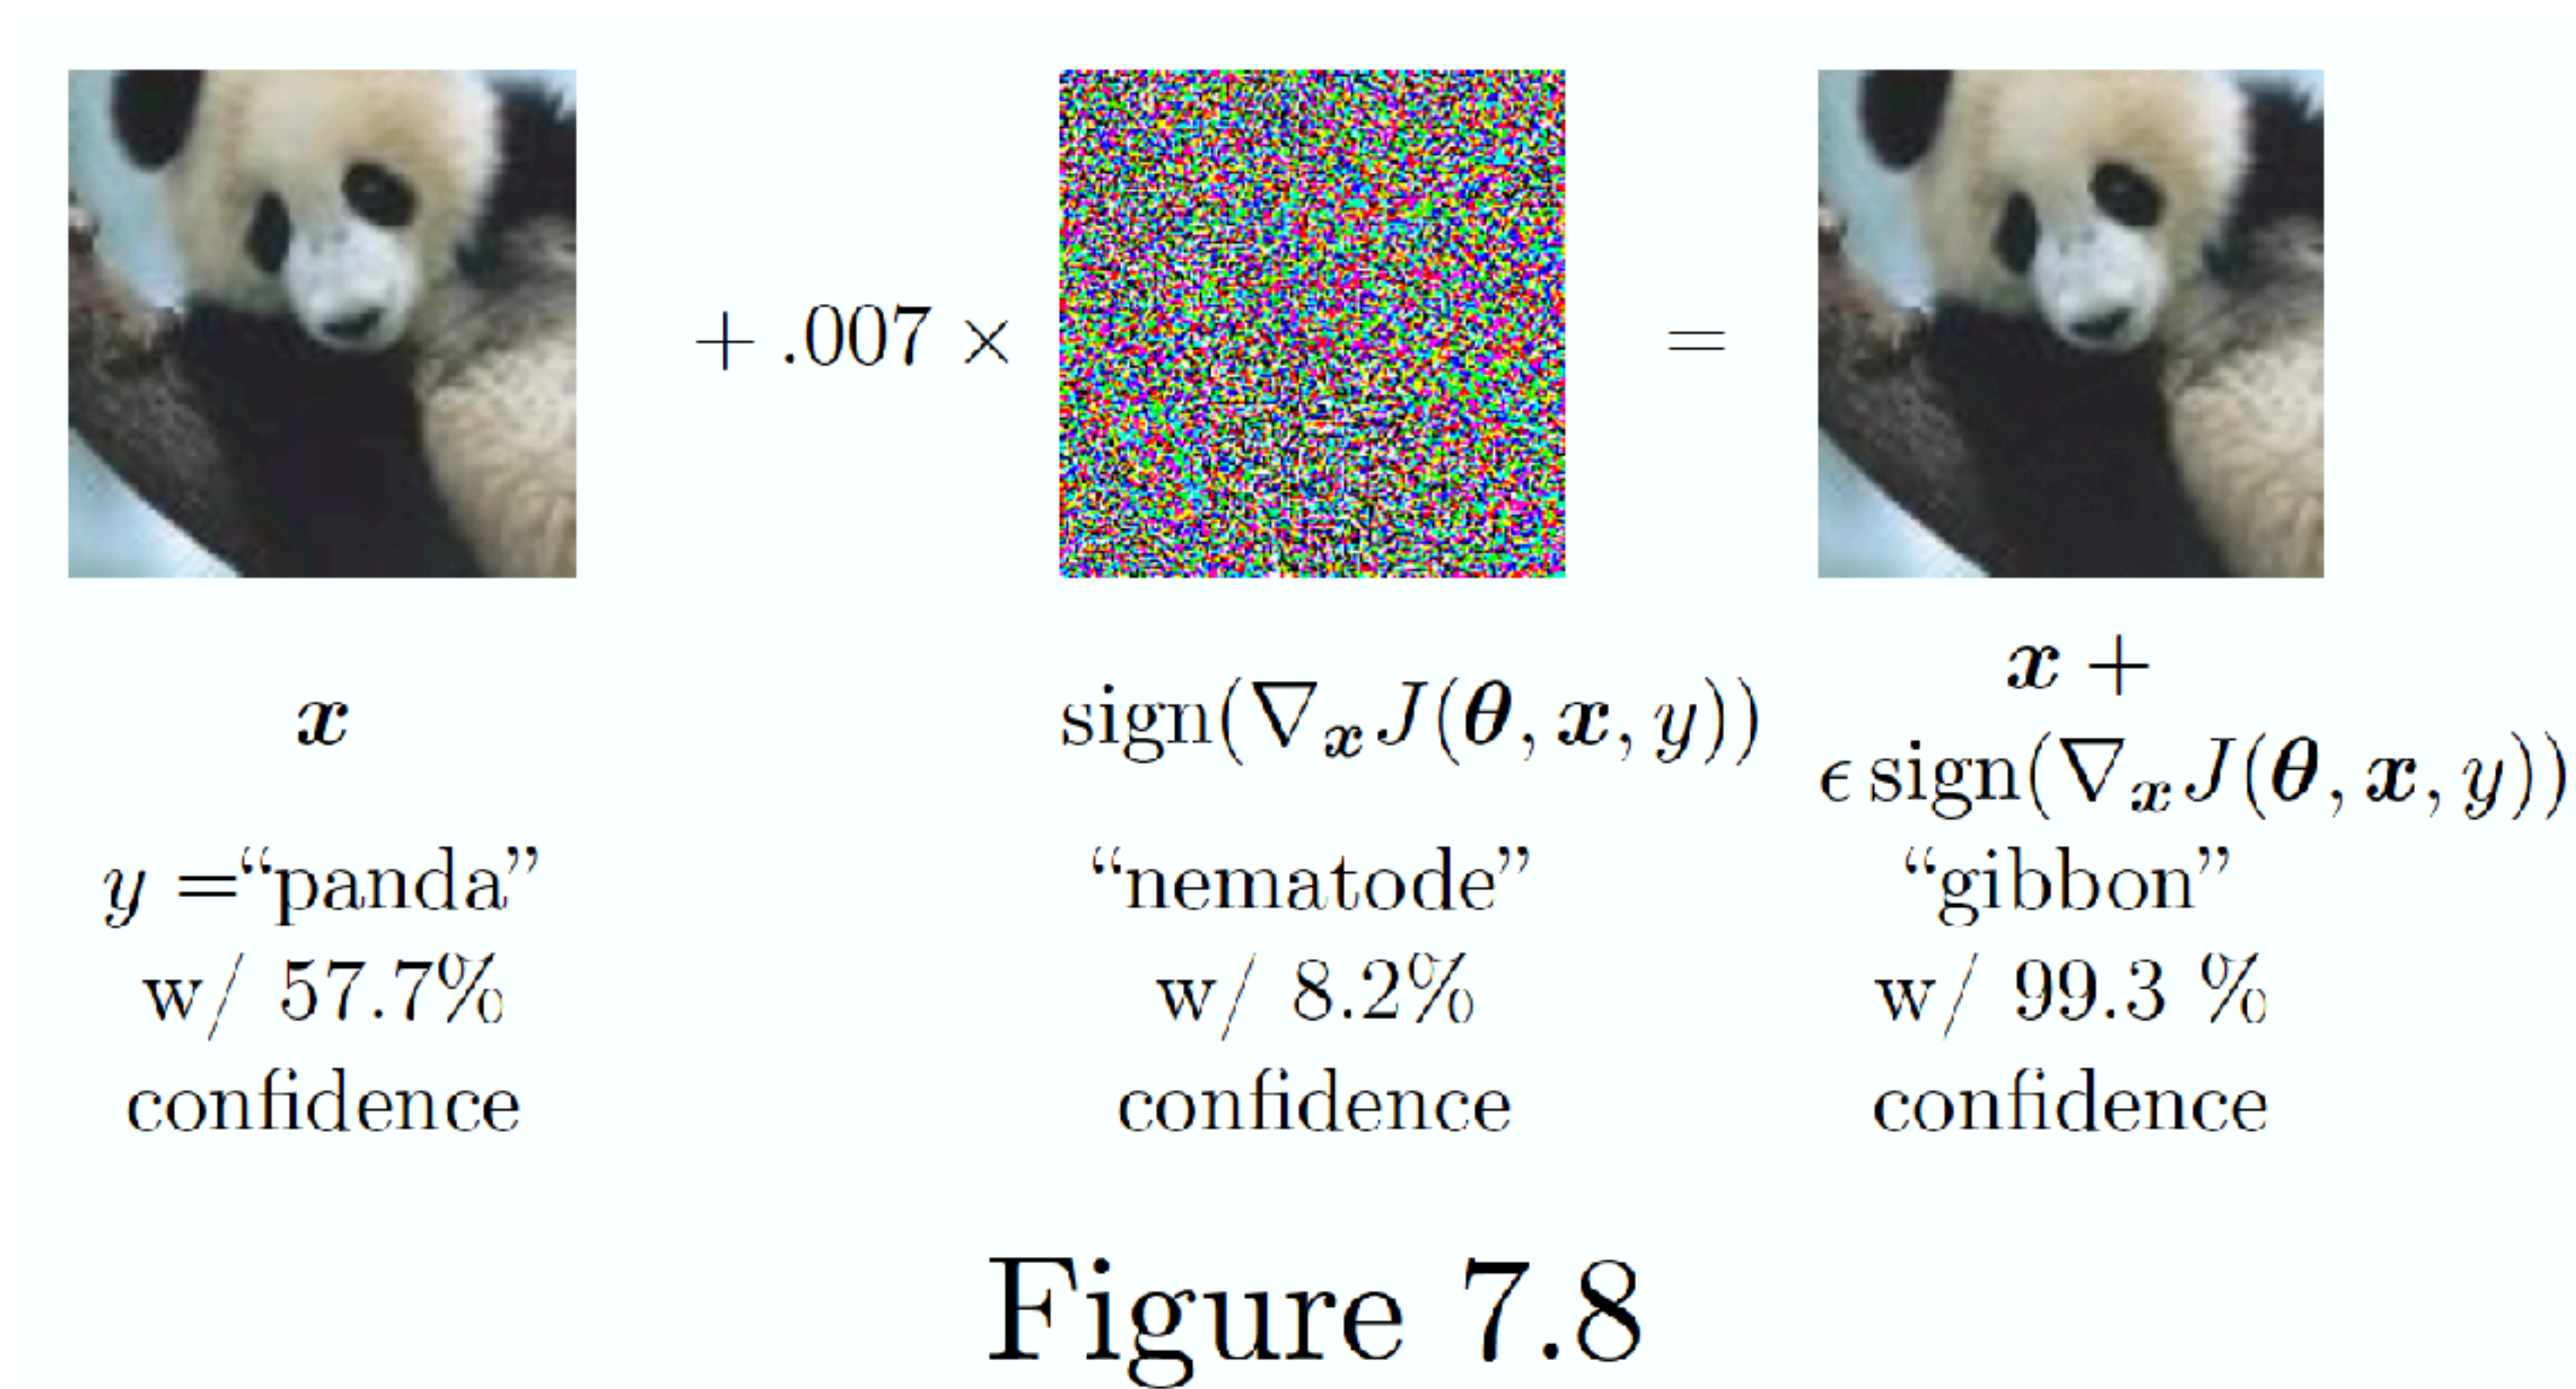 + .007 × =
x
y =“panda”
w/ 57.7%
confidence
sign(∇ₓJ(θ, x, y))
“nematode”
w/ 8.2%
confidence
x +
ϵ sign(∇ₓJ(θ, x, y))
“gibbon”
w/ 99.3 %
confidence
Figure 7.8